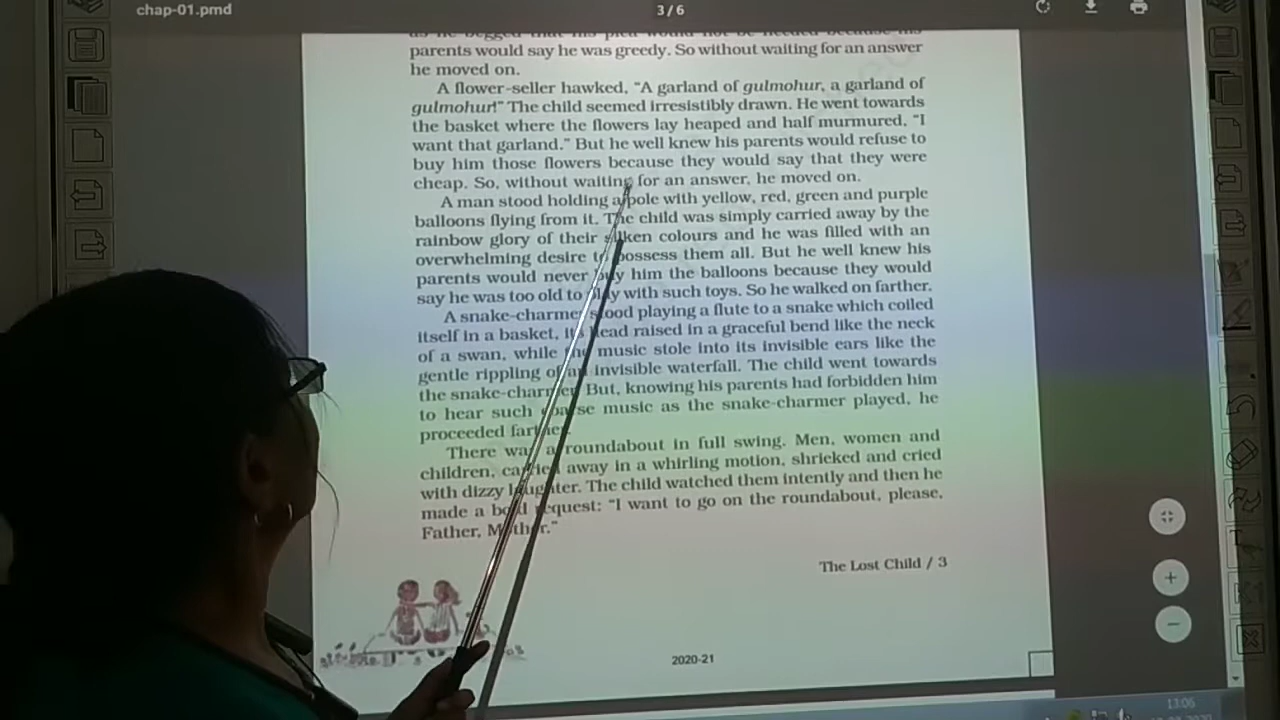 chap-01.pmd
3/6
as he begged that his plea would not be heeded because his
parents would say he was greedy. So without waiting for an answer
he moved on.
A flower-seller hawked, “A garland of gulmohur, a garland of
gulmohur!” The child seemed irresistibly drawn. He went towards
the basket where the flowers lay heaped and half murmured, “I
want that garland.” But he well knew his parents would refuse to
buy him those flowers because they would say that they were
cheap. So, without waiting for an answer, he moved on.
A man stood holding a pole with yellow, red, green and purple
balloons flying from it. The child was simply carried away by the
rainbow glory of their silken colours and he was filled with an
overwhelming desire to possess them all. But he well knew his
parents would never buy him the balloons because they would
say he was too old to play with such toys. So he walked on farther.
A snake-charmer stood playing a flute to a snake which coiled
itself in a basket, its head raised in a graceful bend like the neck
of a swan, while the music stole into its invisible ears like the
gentle rippling of an invisible waterfall. The child went towards
the snake-charmer. But, knowing his parents had forbidden him
to hear such coarse music as the snake-charmer played, he
proceeded farther.
There was a roundabout in full swing. Men, women and
children, carried away in a whirling motion, shrieked and cried
with dizzy laughter. The child watched them intently and then he
made a bold request: “I want to go on the roundabout, please,
Father, Mother.”
The Lost Child / 3
2020-21
13:06